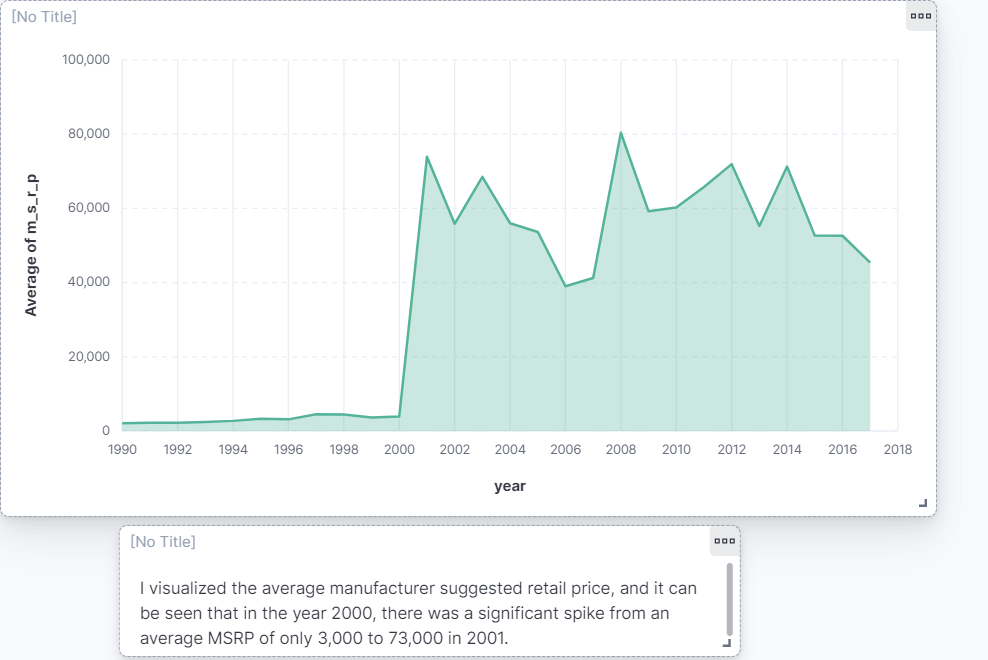 [No Title]
100,000
80,000
60,000
40,000
20,000
0
Average of m_s_r_p
1990 1992 1994 1996 1998 2000 2002 2004 2006 2008 2010 2012 2014 2016 2018
year
[No Title]
I visualized the average manufacturer suggested retail price, and it can
be seen that in the year 2000, there was a significant spike from an
average MSRP of only 3,000 to 73,000 in 2001.